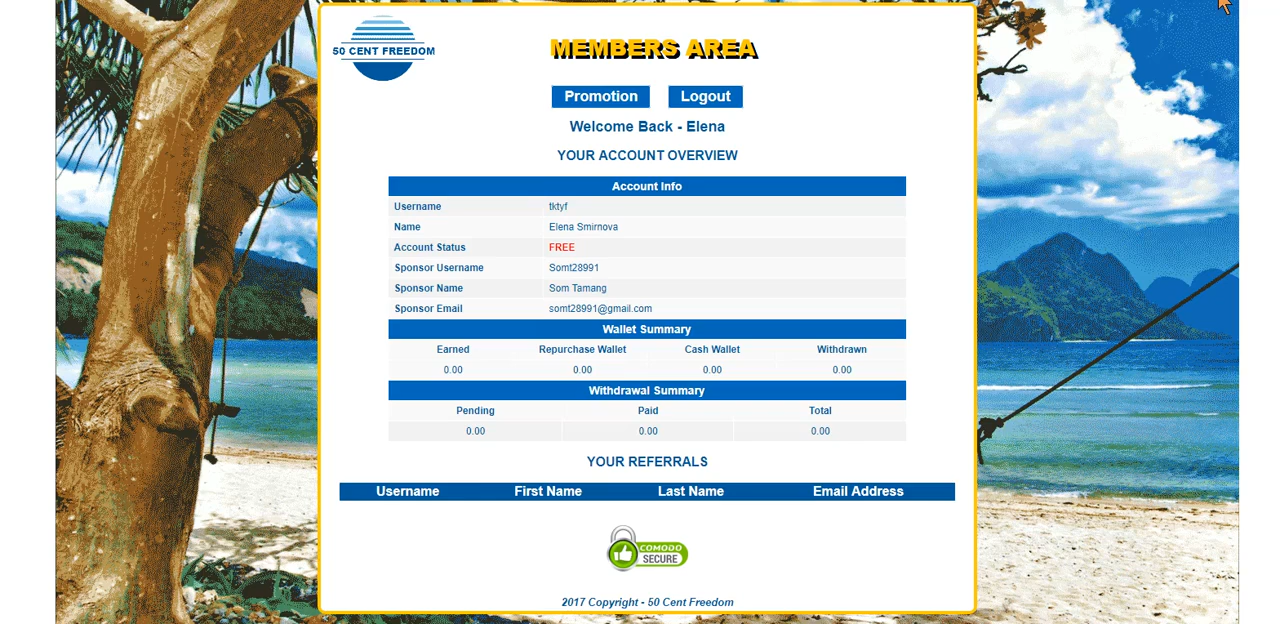 50 CENT FREEDOM
MEMBERS AREA
Promotion Logout
Welcome Back - Elena
YOUR ACCOUNT OVERVIEW
Account Info
Username tktyf
Name Elena Smirnova
Account Status FREE
Sponsor Username Somt28991
Sponsor Name Som Tamang
Sponsor Email somt28991@gmail.com
Wallet Summary
Earned Repurchase Wallet Cash Wallet Withdrawn
0.00 0.00 0.00 0.00
Withdrawal Summary
Pending Paid Total
0.00 0.00 0.00
YOUR REFERRALS
Username First Name Last Name Email Address
COMODO
SECURE
2017 Copyright - 50 Cent Freedom